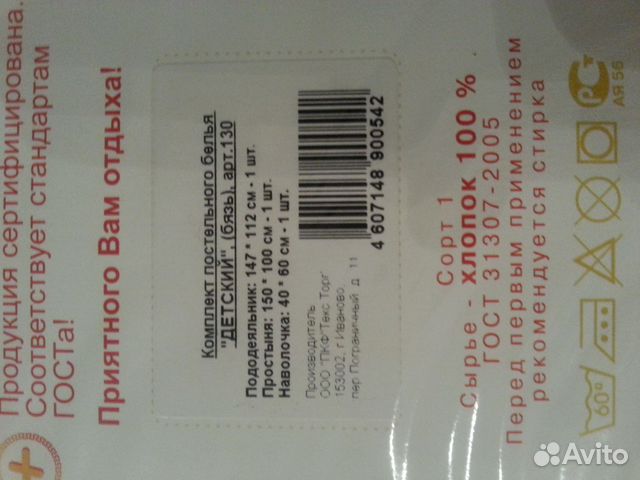 Продукция сертифицирована.
Соответствует стандартам
ГОСТа!
Приятного Вам отдыха!
Комплект постельного белья
"ДЕТСКИЙ", (бязь), арт.130
Пододеяльник: 147 * 112 см - 1 шт.
Простыня: 150 * 100 см - 1 шт.
Наволочка: 40 * 60 см - 1 шт.
Производитель
ООО "ПКФ"Текс Торг"
153002, г.Иваново,
пер.Пограничный д. 11
4 607148 900542
Сорт 1
Сырье - хлопок 100 %
ГОСТ 31307-2005
Перед первым применением
рекомендуется стирка
60°
РСТ
АЯ 56
Avito